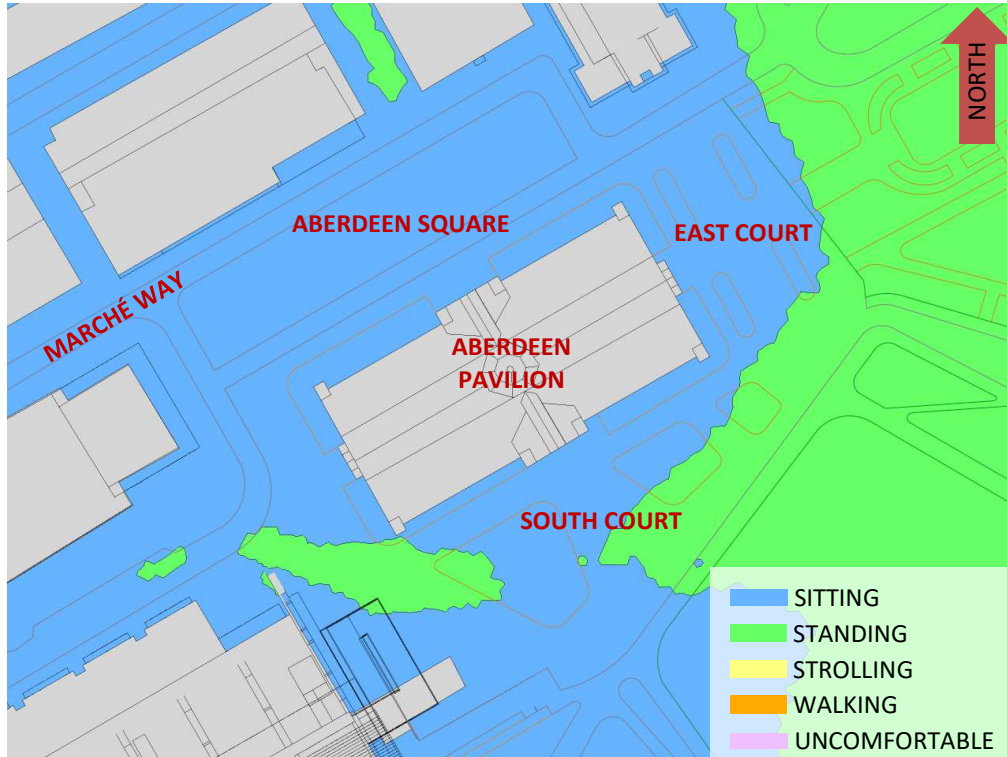 NORTH
ABERDEEN SQUARE
EAST COURT
MARCHÉ WAY
ABERDEEN
PAVILION
SOUTH COURT
SITTING
STANDING
STROLLING
WALKING
UNCOMFORTABLE